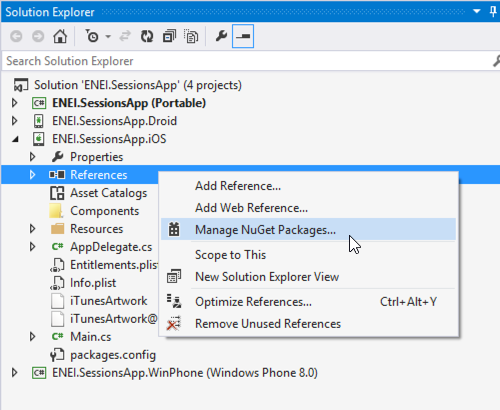 Solution Explorer
Search Solution Explorer
Solution 'ENEI.SessionsApp' (4 projects)
ENEI.SessionsApp (Portable)
ENEI.SessionsApp.Droid
ENEI.SessionsApp.iOS
Properties
References
Asset Catalogs
Components
Resources
AppDelegate.cs
Entitlements.plis
Info.plist
iTunesArtwork
iTunesArtwork@
Main.cs
packages.config
ENEI.SessionsApp.WinPhone (Windows Phone 8.0)
Add Reference...
Add Web Reference...
Manage NuGet Packages...
Scope to This
New Solution Explorer View
Optimize References... Ctrl+Alt+Y
Remove Unused References